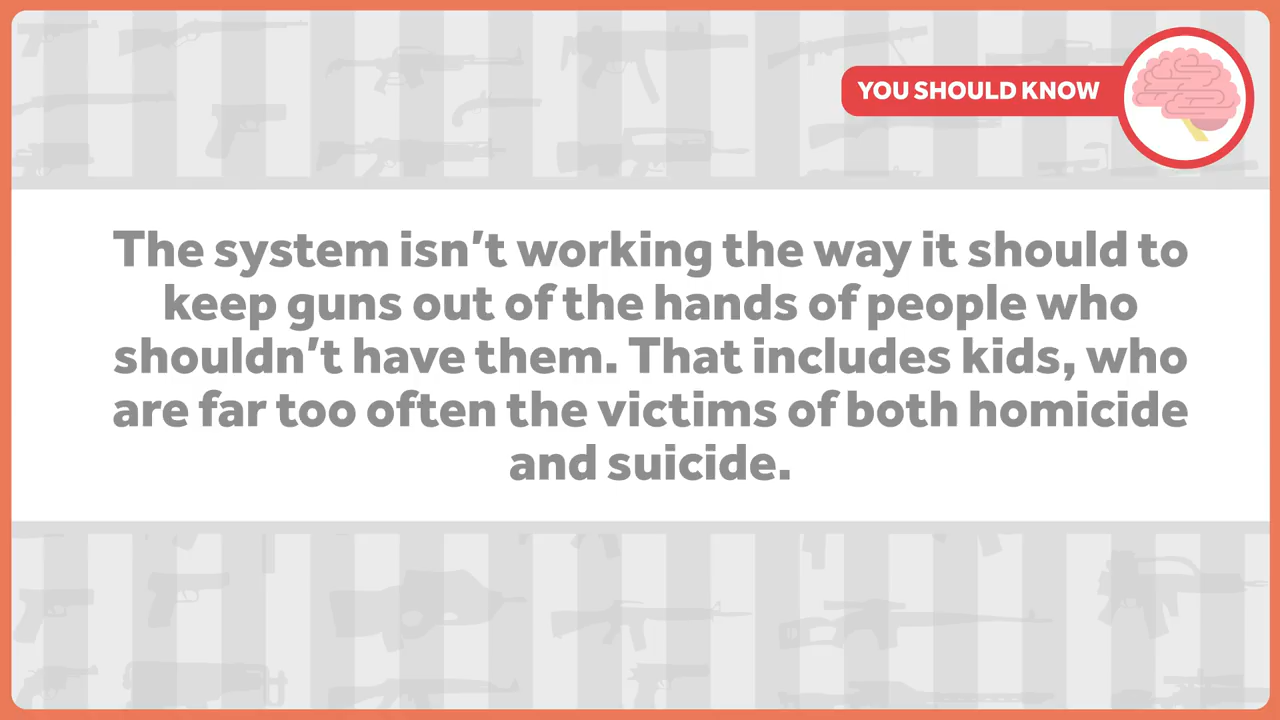 YOU SHOULD KNOW
The system isn't working the way it should to
keep guns out of the hands of people who
shouldn't have them. That includes kids, who
are far too often the victims of both homicide
and suicide.